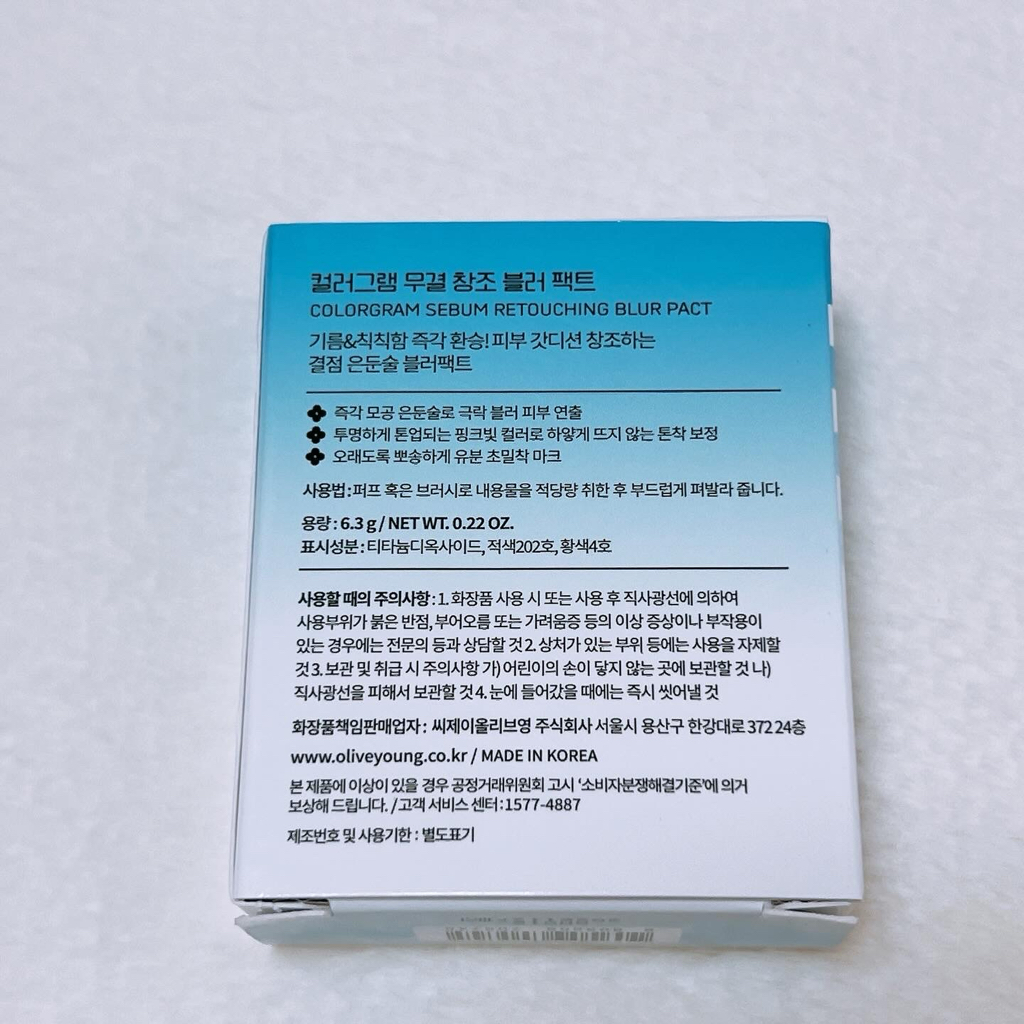 컬러그램 무결 창조 블러 팩트
COLORGRAM SEBUM RETOUCHING BLUR PACT
기름&칙칙함 즉각 환승! 피부 갓디션 창조하는
결점 은둔술 블러팩트
즉각 모공 은둔술로 극락 블러 피부 연출
투명하게 톤업되는 핑크빛 컬러로 하얗게 뜨지 않는 톤착 보정
오래도록 뽀송하게 유분 초밀착 마크
사용법 : 퍼프 혹은 브러시로 내용물을 적당량 취한 후 부드럽게 펴발라 줍니다.
용량 : 6.3 g / NET WT. 0.22 OZ.
표시성분 : 티타늄디옥사이드, 적색202호, 황색4호
사용할 때의 주의사항 : 1. 화장품 사용 시 또는 사용 후 직사광선에 의하여
사용부위가 붉은 반점, 부어오름 또는 가려움증 등의 이상 증상이나 부작용이
있는 경우에는 전문의 등과 상담할 것 2. 상처가 있는 부위 등에는 사용을 자제할
것 3. 보관 및 취급 시 주의사항 가) 어린이의 손이 닿지 않는 곳에 보관할 것 나)
직사광선을 피해서 보관할 것 4. 눈에 들어갔을 때에는 즉시 씻어낼 것
화장품책임판매업자 : 씨제이올리브영 주식회사 서울시 용산구 한강대로 372 24층
www.oliveyoung.co.kr / MADE IN KOREA
본 제품에 이상이 있을 경우 공정거래위원회 고시 '소비자분쟁해결기준'에 의거
보상해 드립니다. / 고객 서비스 센터 : 1577-4887
제조번호 및 사용기한 : 별도표기